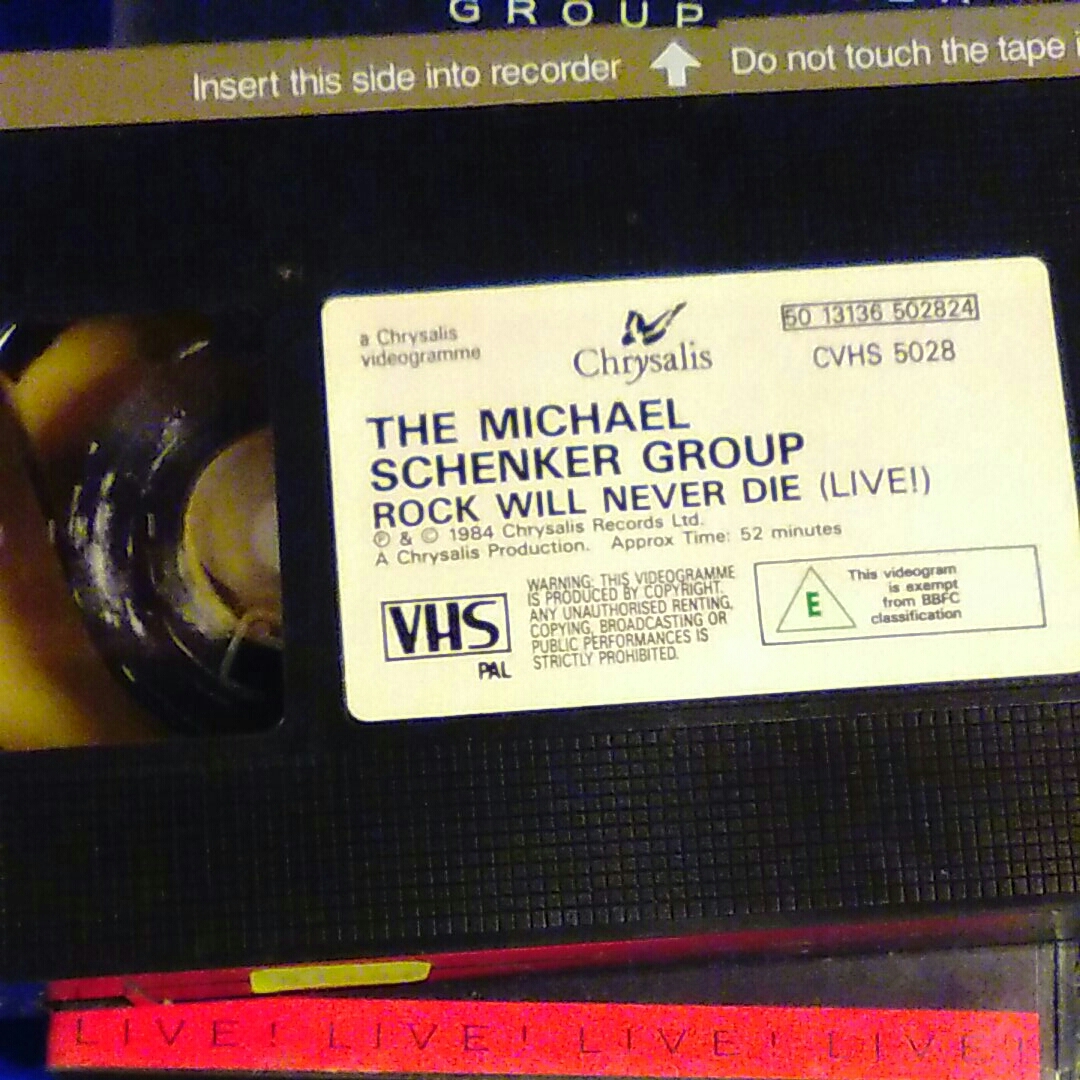 GROUP
Insert this side into recorder Do not touch the tape i
a Chrysalis
videogramme
Chrysalis
50 13136 502824
CVHS 5028
THE MICHAEL
SCHENKER GROUP
ROCK WILL NEVER DIE (LIVE!)
Ⓟ & © 1984 Chrysalis Records Ltd.
A Chrysalis Production. Approx Time: 52 minutes
VHS
PAL
WARNING: THIS VIDEOGRAMME
IS PRODUCED BY COPYRIGHT.
ANY UNAUTHORISED RENTING,
COPYING, BROADCASTING OR
PUBLIC PERFORMANCES IS
STRICTLY PROHIBITED.
E
This videogram
is exempt
from BBFC
classification
LIVE! LIVE! LIVE! LIVE!